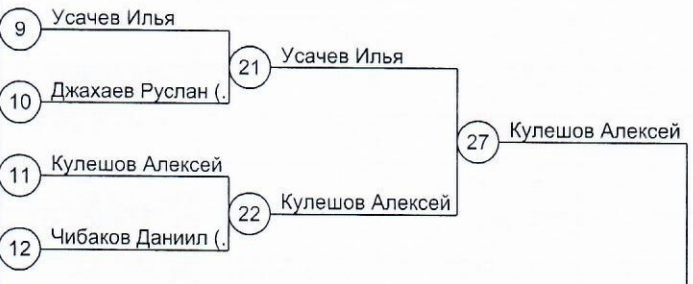 9 Усачев Илья
21 Усачев Илья
10 Джахаев Руслан (.
27 Кулешов Алексей
11 Кулешов Алексей
22 Кулешов Алексей
12 Чибаков Даниил (.